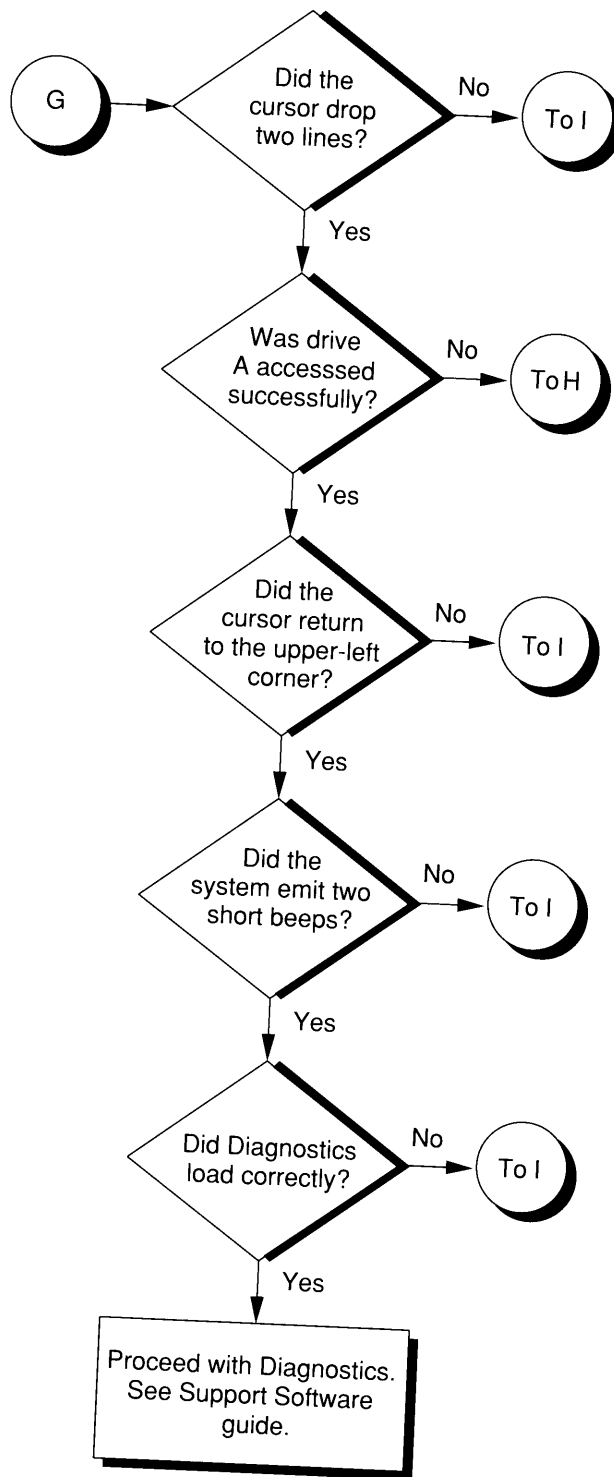 G
Did the
cursor drop
two lines?
No
To I
Yes
Was drive
A accesssed
successfully?
No
To H
Yes
Did the
cursor return
to the upper-left
corner?
No
To I
Yes
Did the
system emit two
short beeps?
No
To I
Yes
Did Diagnostics
load correctly?
No
To I
Yes
Proceed with Diagnostics.
See Support Software
guide.